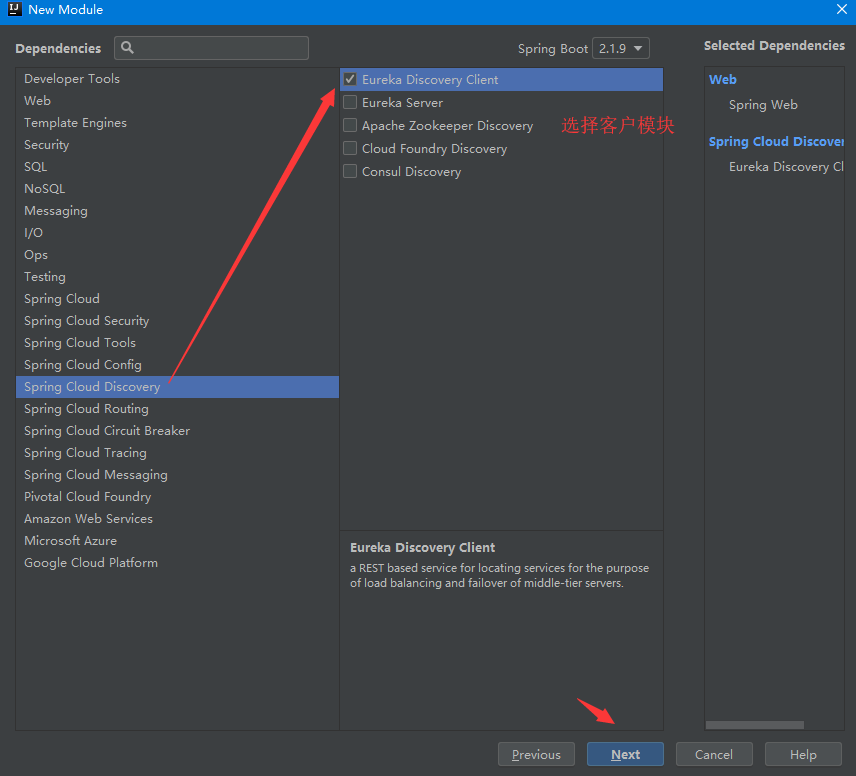 New Module
Dependencies
Spring Boot 2.1.9
Selected Dependencies
Developer Tools
Web
Template Engines
Security
SQL
NoSQL
Messaging
I/O
Ops
Testing
Spring Cloud
Spring Cloud Security
Spring Cloud Tools
Spring Cloud Config
Spring Cloud Discovery
Spring Cloud Routing
Spring Cloud Circuit Breaker
Spring Cloud Tracing
Spring Cloud Messaging
Pivotal Cloud Foundry
Amazon Web Services
Microsoft Azure
Google Cloud Platform
Eureka Discovery Client
Eureka Server
Apache Zookeeper Discovery
Cloud Foundry Discovery
Consul Discovery
选择客户模块
Eureka Discovery Client
a REST based service for locating services for the purpose
of load balancing and failover of middle-tier servers.
Web
Spring Web
Spring Cloud Discover
Eureka Discovery Cl
Previous
Next
Cancel
Help